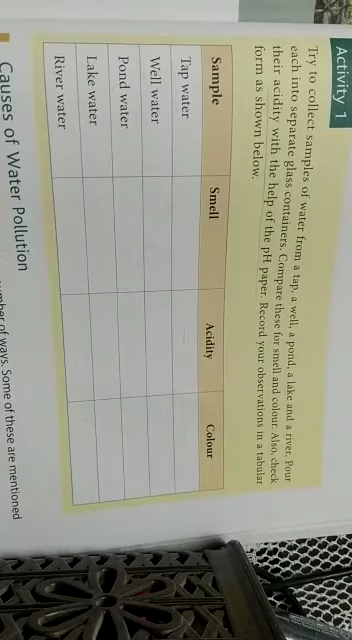 Activity 1
Try to collect samples of water from a tap, a well, a pond, a lake and a river. Pour
each into separate glass containers. Compare these for smell and colour. Also, check
their acidity with the help of the pH paper. Record your observations in a tabular
form as shown below.
Sample Smell Acidity Colour
Tap water
Well water
Pond water
Lake water
River water
Causes of Water Pollution
of ways. Some of these are mentioned